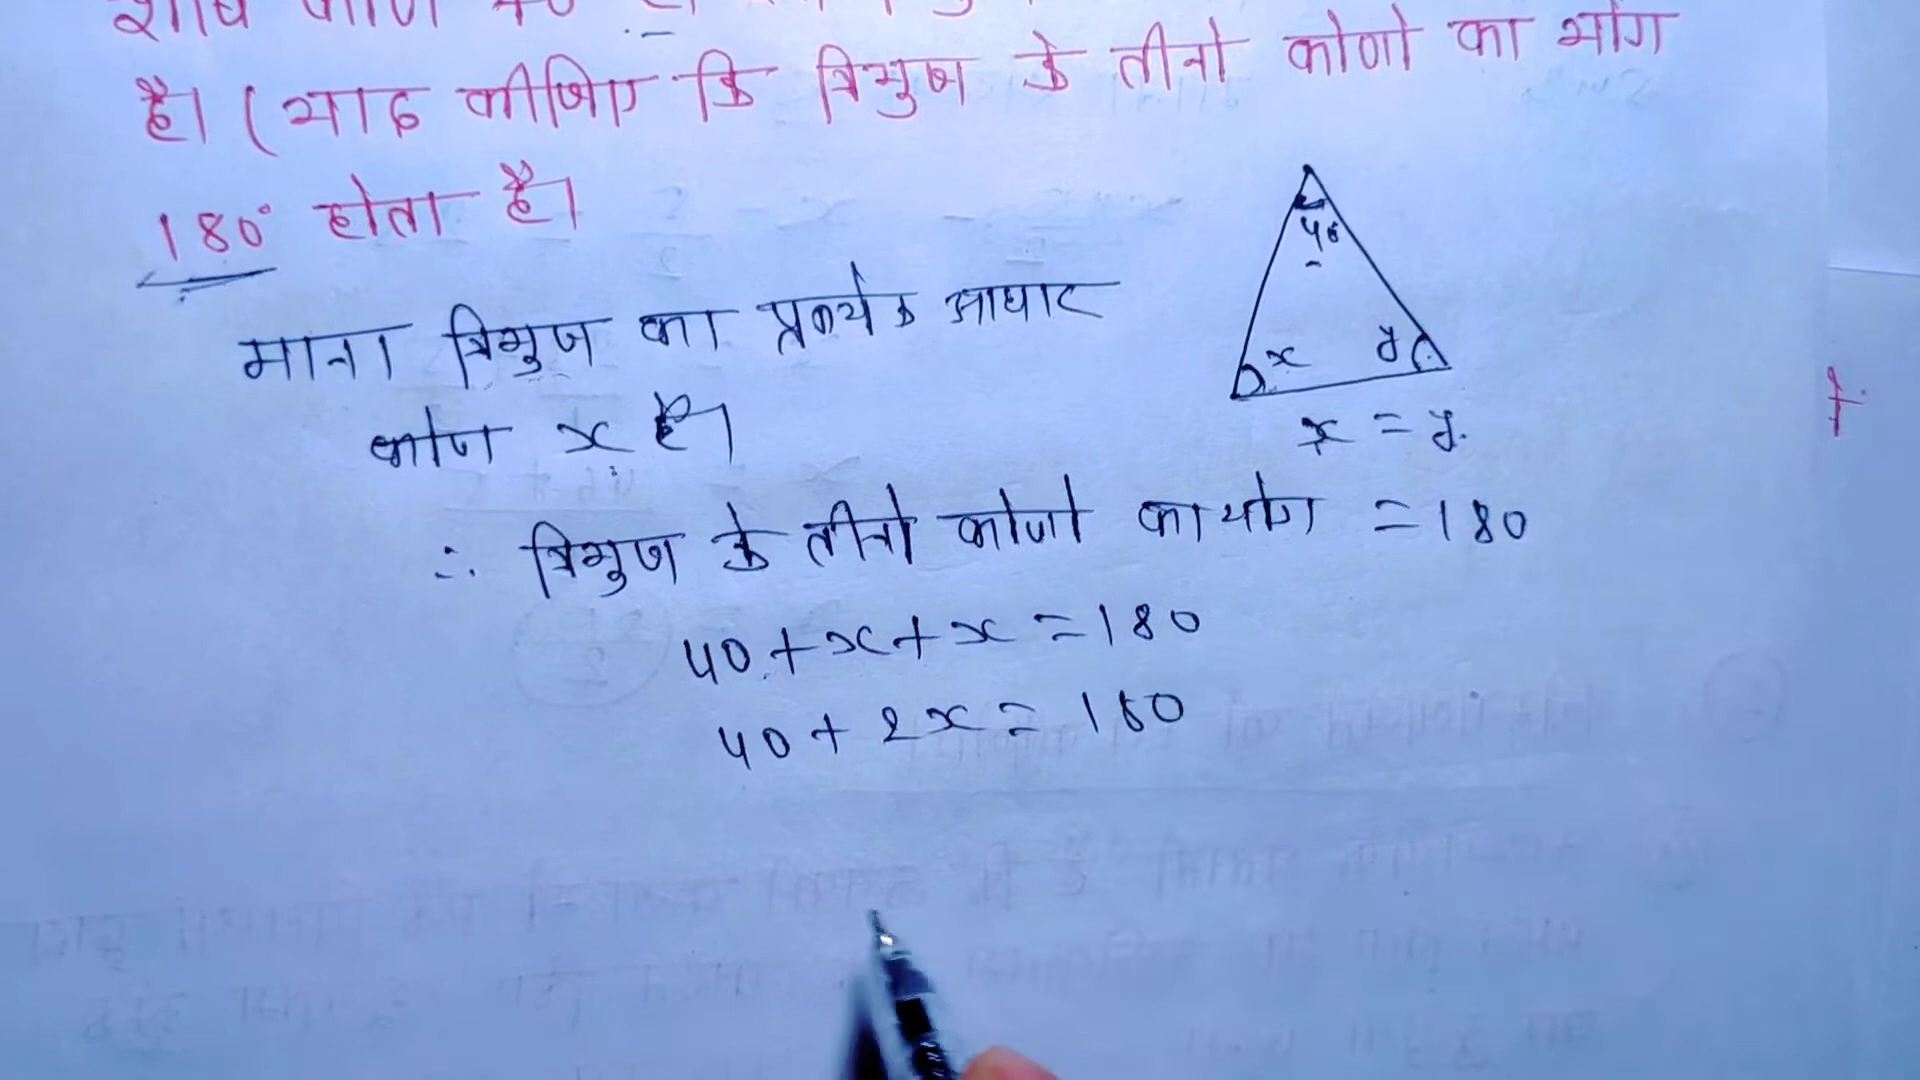 है। (याद कीजिए कि त्रिभुज के तीनो कोणो का योग
180° होता है।
माना त्रिभुज का प्रत्येक आधार
कोण x है।
40
x y
x = y.
∴ त्रिभुज के तीनो कोणो का योग = 180
40 + x + x = 180
40 + 2x = 180